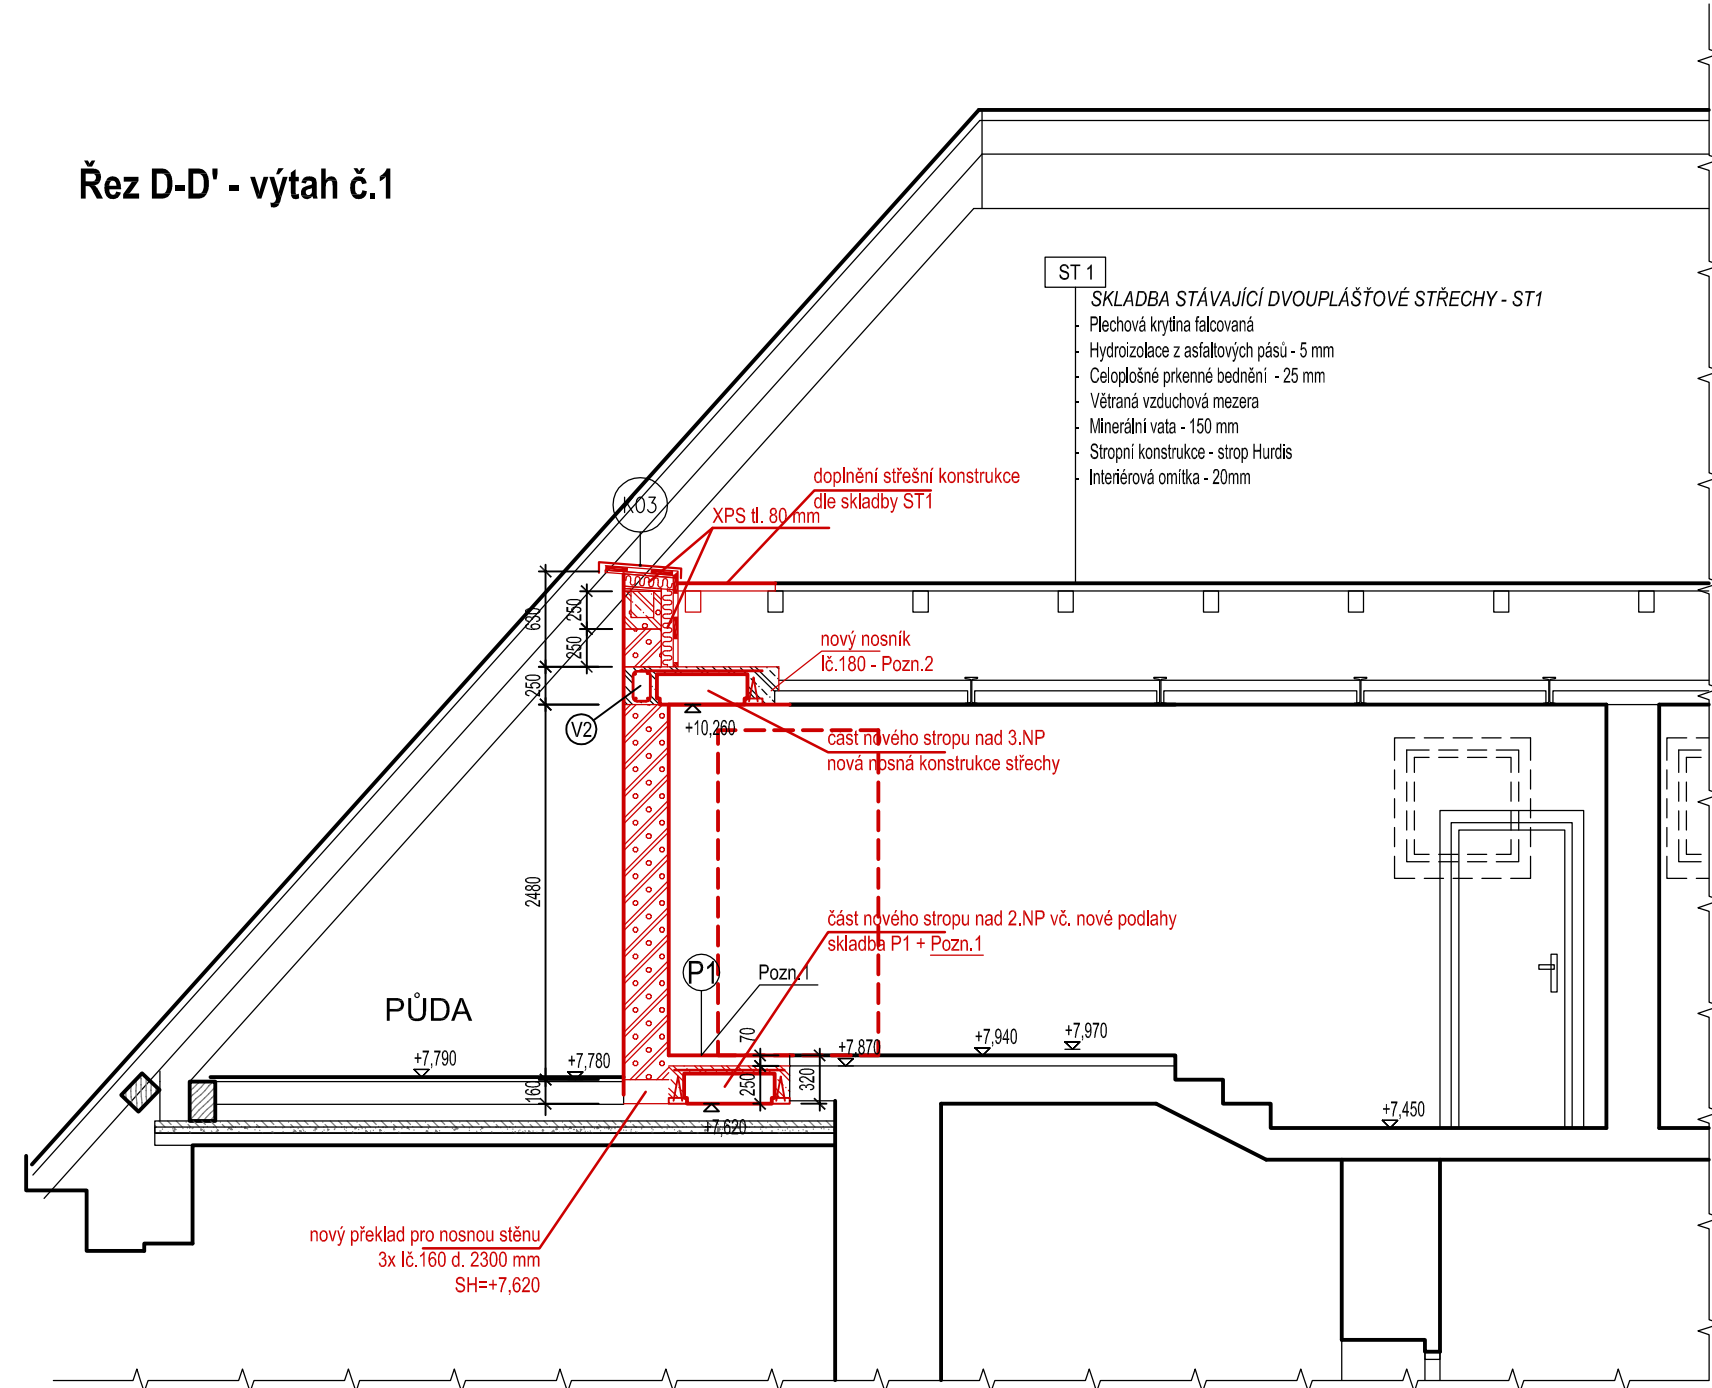 Řez D-D' - výtah č.1
ST 1
SKLADBA STÁVAJÍCÍ DVOUPLÁŠŤOVÉ STŘECHY - ST1
- Plechová krytina falcovaná
- Hydroizolace z asfaltových pásů - 5 mm
- Celoplošné prkenné bednění - 25 mm
- Větraná vzduchová mezera
- Minerální vata - 150 mm
- Stropní konstrukce - strop Hurdis
- Interiérová omítka - 20mm
doplnění střešní konstrukce
dle skladby ST1
K03
XPS tl. 80 mm
630
250
250
250
nový nosník
Ič.180 - Pozn.2
V2
+10,260
část nového stropu nad 3.NP
nová nosná konstrukce střechy
2480
část nového stropu nad 2.NP vč. nové podlahy
skladba P1 + Pozn.1
P1
Pozn.1
PŮDA
+7,790
+7,780
160
70
250
320
+7,870
+7,940
+7,970
+7,620
+7,450
nový překlad pro nosnou stěnu
3x Ič.160 d. 2300 mm
SH=+7,620